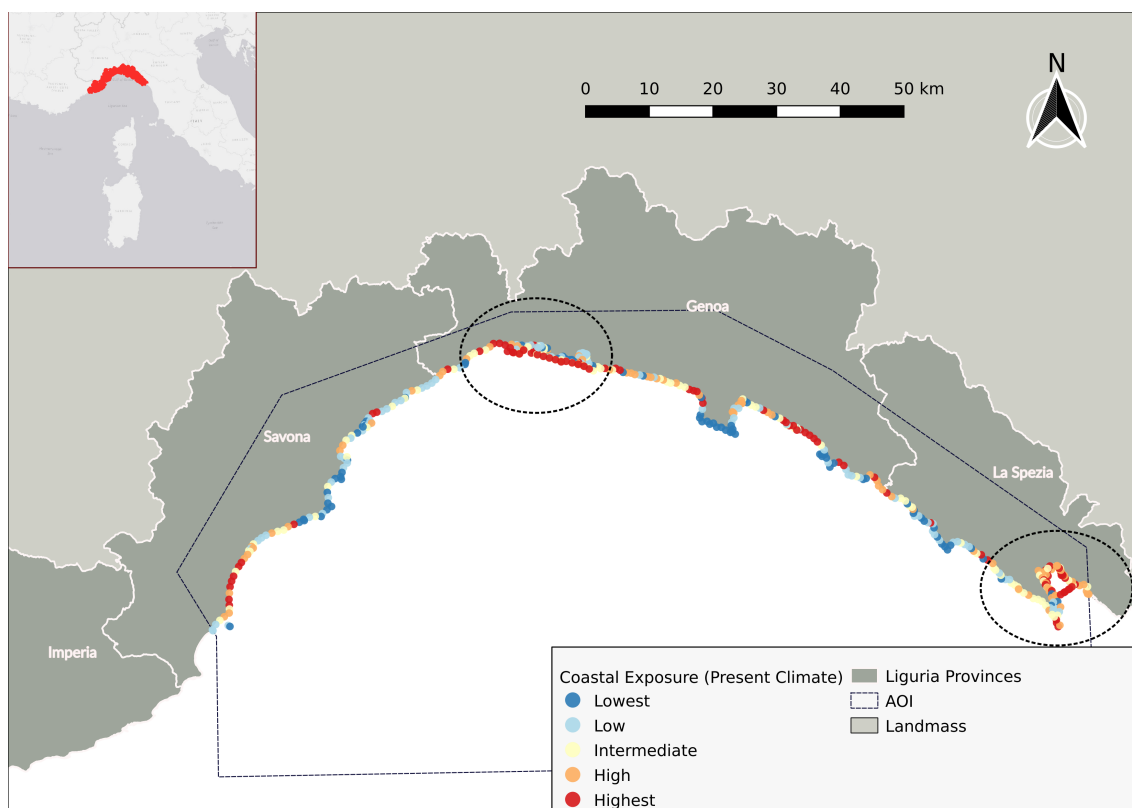 0 10 20 30 40 50 km
N
Genoa
Savona
La Spezia
Imperia
Coastal Exposure (Present Climate)
Lowest
Low
Intermediate
High
Highest
Liguria Provinces
AOI
Landmass